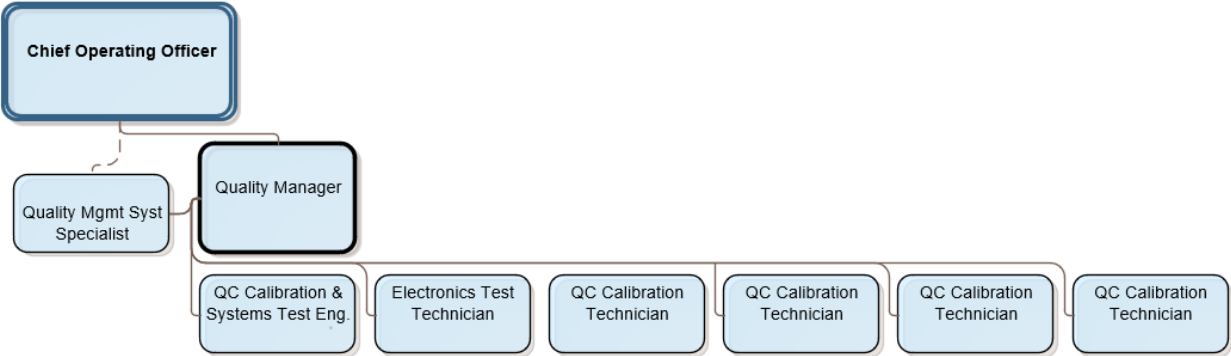 Chief Operating Officer
Quality Manager
Quality Mgmt Syst
Specialist
QC Calibration &
Systems Test Eng.
Electronics Test
Technician
QC Calibration
Technician
QC Calibration
Technician
QC Calibration
Technician
QC Calibration
Technician